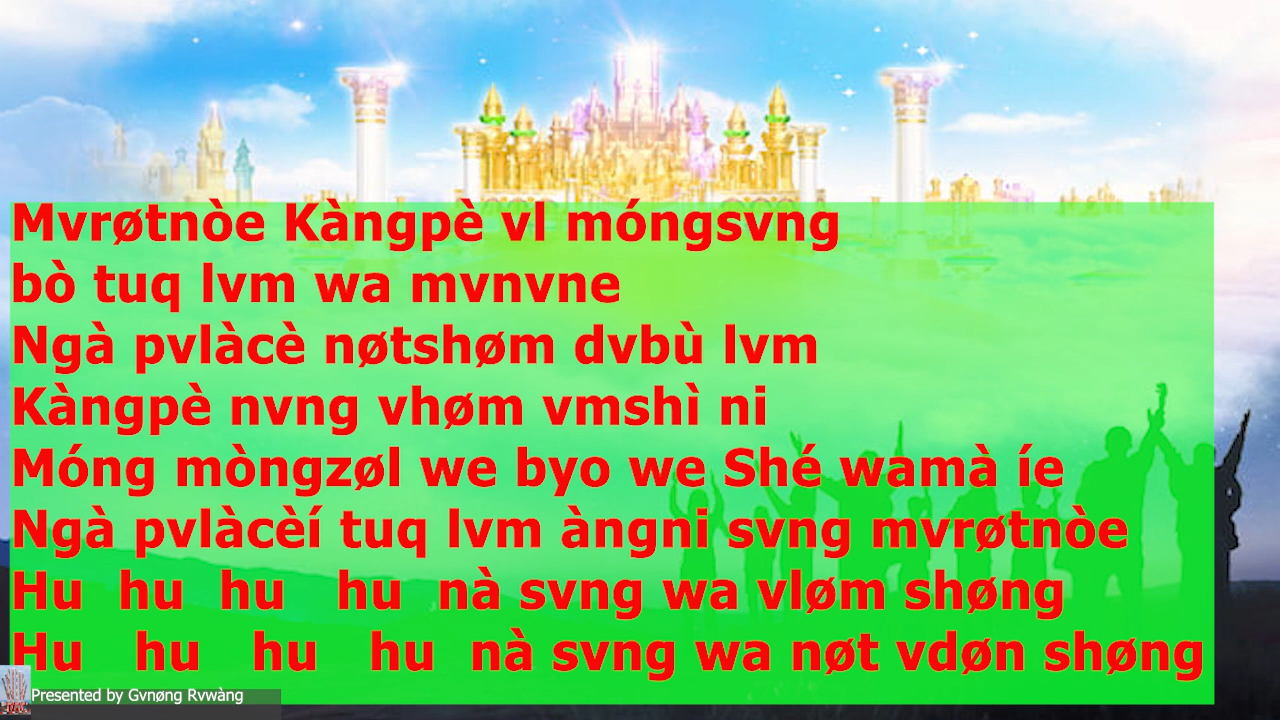 Mvrøtnòe Kàngpè vl móngsvng
bò tuq lvm wa mvnvne
Ngà pvlàcè nøtshøm dvbù lvm
Kàngpè nvng vhøm vmshì ni
Móng mòngzøl we byo we Shé wamà íe
Ngà pvlàcèí tuq lvm àngni svng mvrøtnòe
Hu hu hu hu nà svng wa vløm shøng
Hu hu hu hu nà svng wa nøt vdøn shøng
Presented by Gvnøng Rvwàng